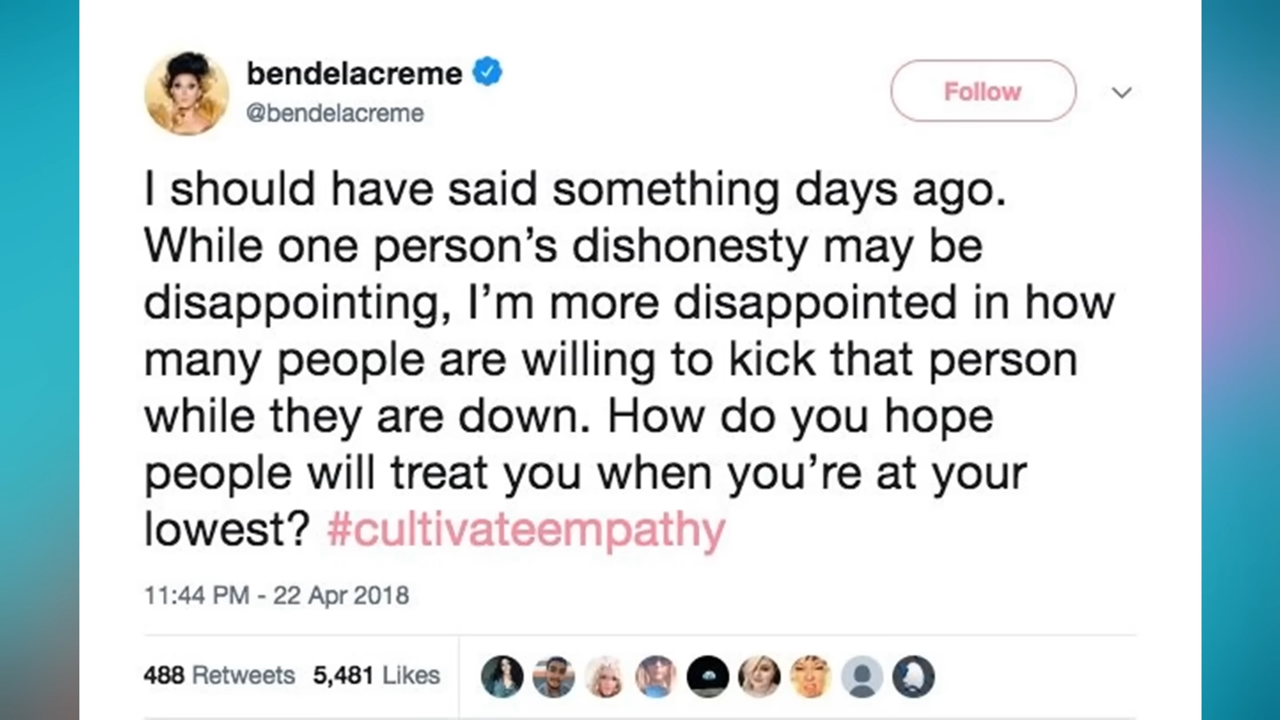 bendelacreme
@bendelacreme
Follow
I should have said something days ago.
While one person’s dishonesty may be
disappointing, I’m more disappointed in how
many people are willing to kick that person
while they are down. How do you hope
people will treat you when you’re at your
lowest? #cultivateempathy
11:44 PM - 22 Apr 2018
488 Retweets 5,481 Likes